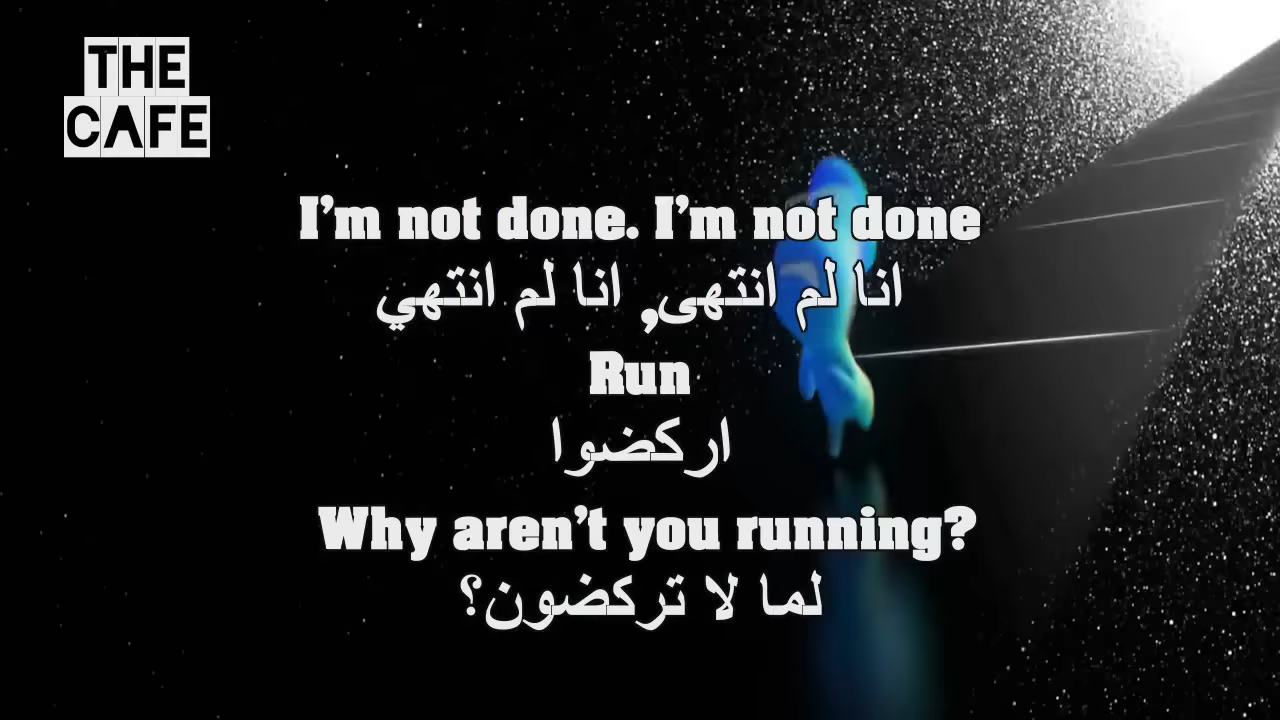 THE
CAFE
I'm not done. I'm not done
انا لم انتهى, انا لم انتهي
Run
اركضوا
Why aren't you running?
لما لا تركضون؟